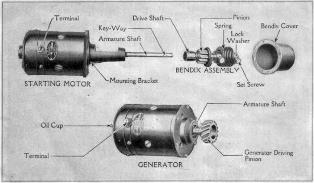 Terminal
Key-Way
Armature Shaft
Mounting Bracket
STARTING MOTOR
Drive Shaft
Pinion
Spring
Lock
Washer
Bendix Cover
Set Screw
BENDIX ASSEMBLY
Oil Cup
Terminal
GENERATOR
Armature Shaft
Generator Driving
Pinion